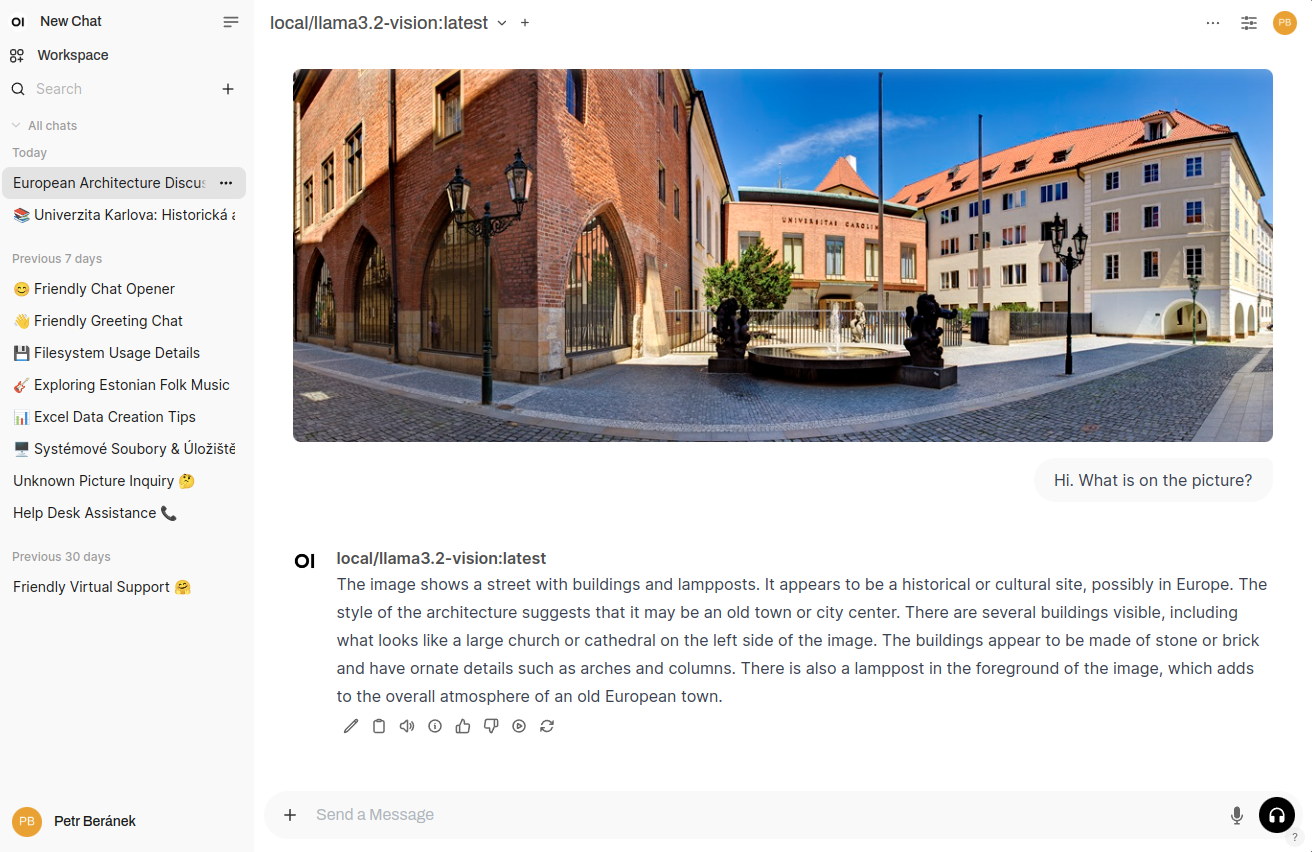 OI New Chat
Workspace
Search
All chats
Today
European Architecture Discus
📚 Univerzita Karlova: Historická a
Previous 7 days
😊 Friendly Chat Opener
👋 Friendly Greeting Chat
💾 Filesystem Usage Details
🎸 Exploring Estonian Folk Music
📊 Excel Data Creation Tips
🖥️ Systémové Soubory & Úložiště
Unknown Picture Inquiry 🤔
Help Desk Assistance 📞
Previous 30 days
Friendly Virtual Support 🤗
PB Petr Beránek
local/llama3.2-vision:latest
PB
UNIVERSITAS CAROLIN
Hi. What is on the picture?
OI local/llama3.2-vision:latest
The image shows a street with buildings and lampposts. It appears to be a historical or cultural site, possibly in Europe. The
style of the architecture suggests that it may be an old town or city center. There are several buildings visible, including
what looks like a large church or cathedral on the left side of the image. The buildings appear to be made of stone or brick
and have ornate details such as arches and columns. There is also a lamppost in the foreground of the image, which adds
to the overall atmosphere of an old European town.
Send a Message
?